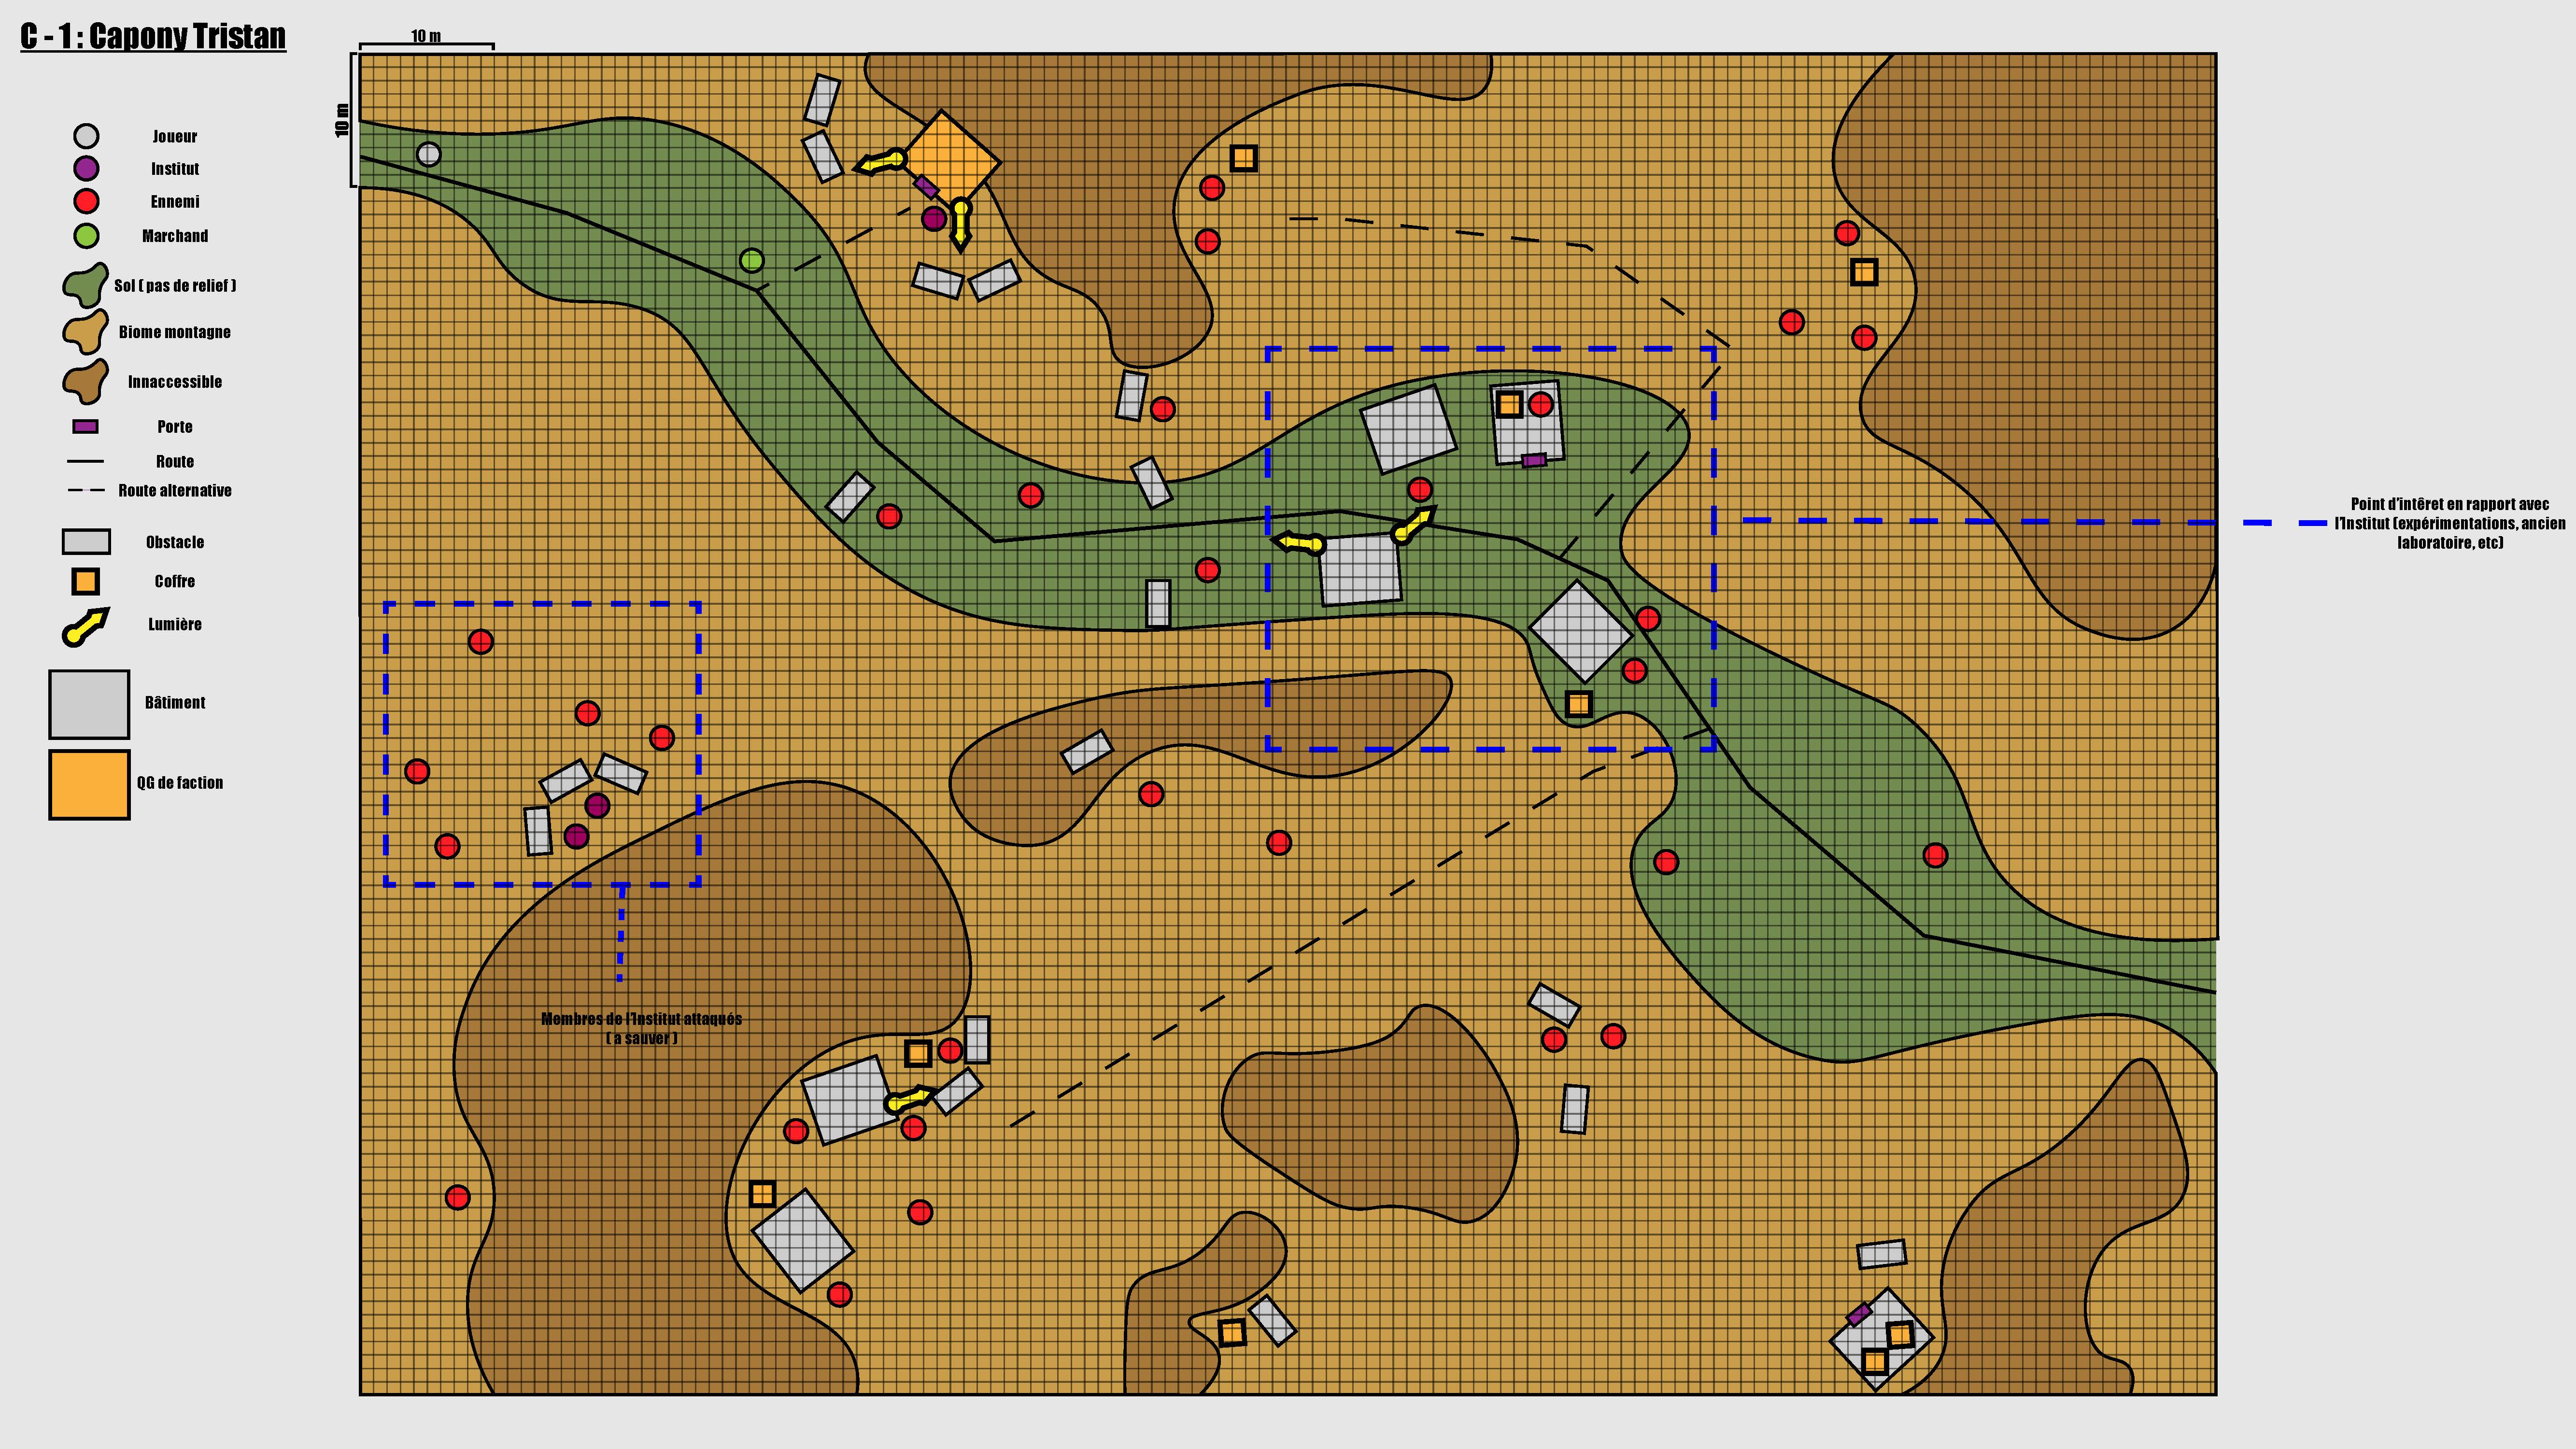 C - 1 : Capony Tristan
10 m
10 m
Joueur
Institut
Ennemi
Marchand
Sol ( pas de relief )
Biome montagne
Innaccessible
Porte
Route
Route alternative
Obstacle
Coffre
Lumière
Bâtiment
QG de faction
Point d'intêret en rapport avec
l'Institut (expérimentations, ancien
laboratoire, etc)
Membres de l'Institut attaqués
( a sauver )